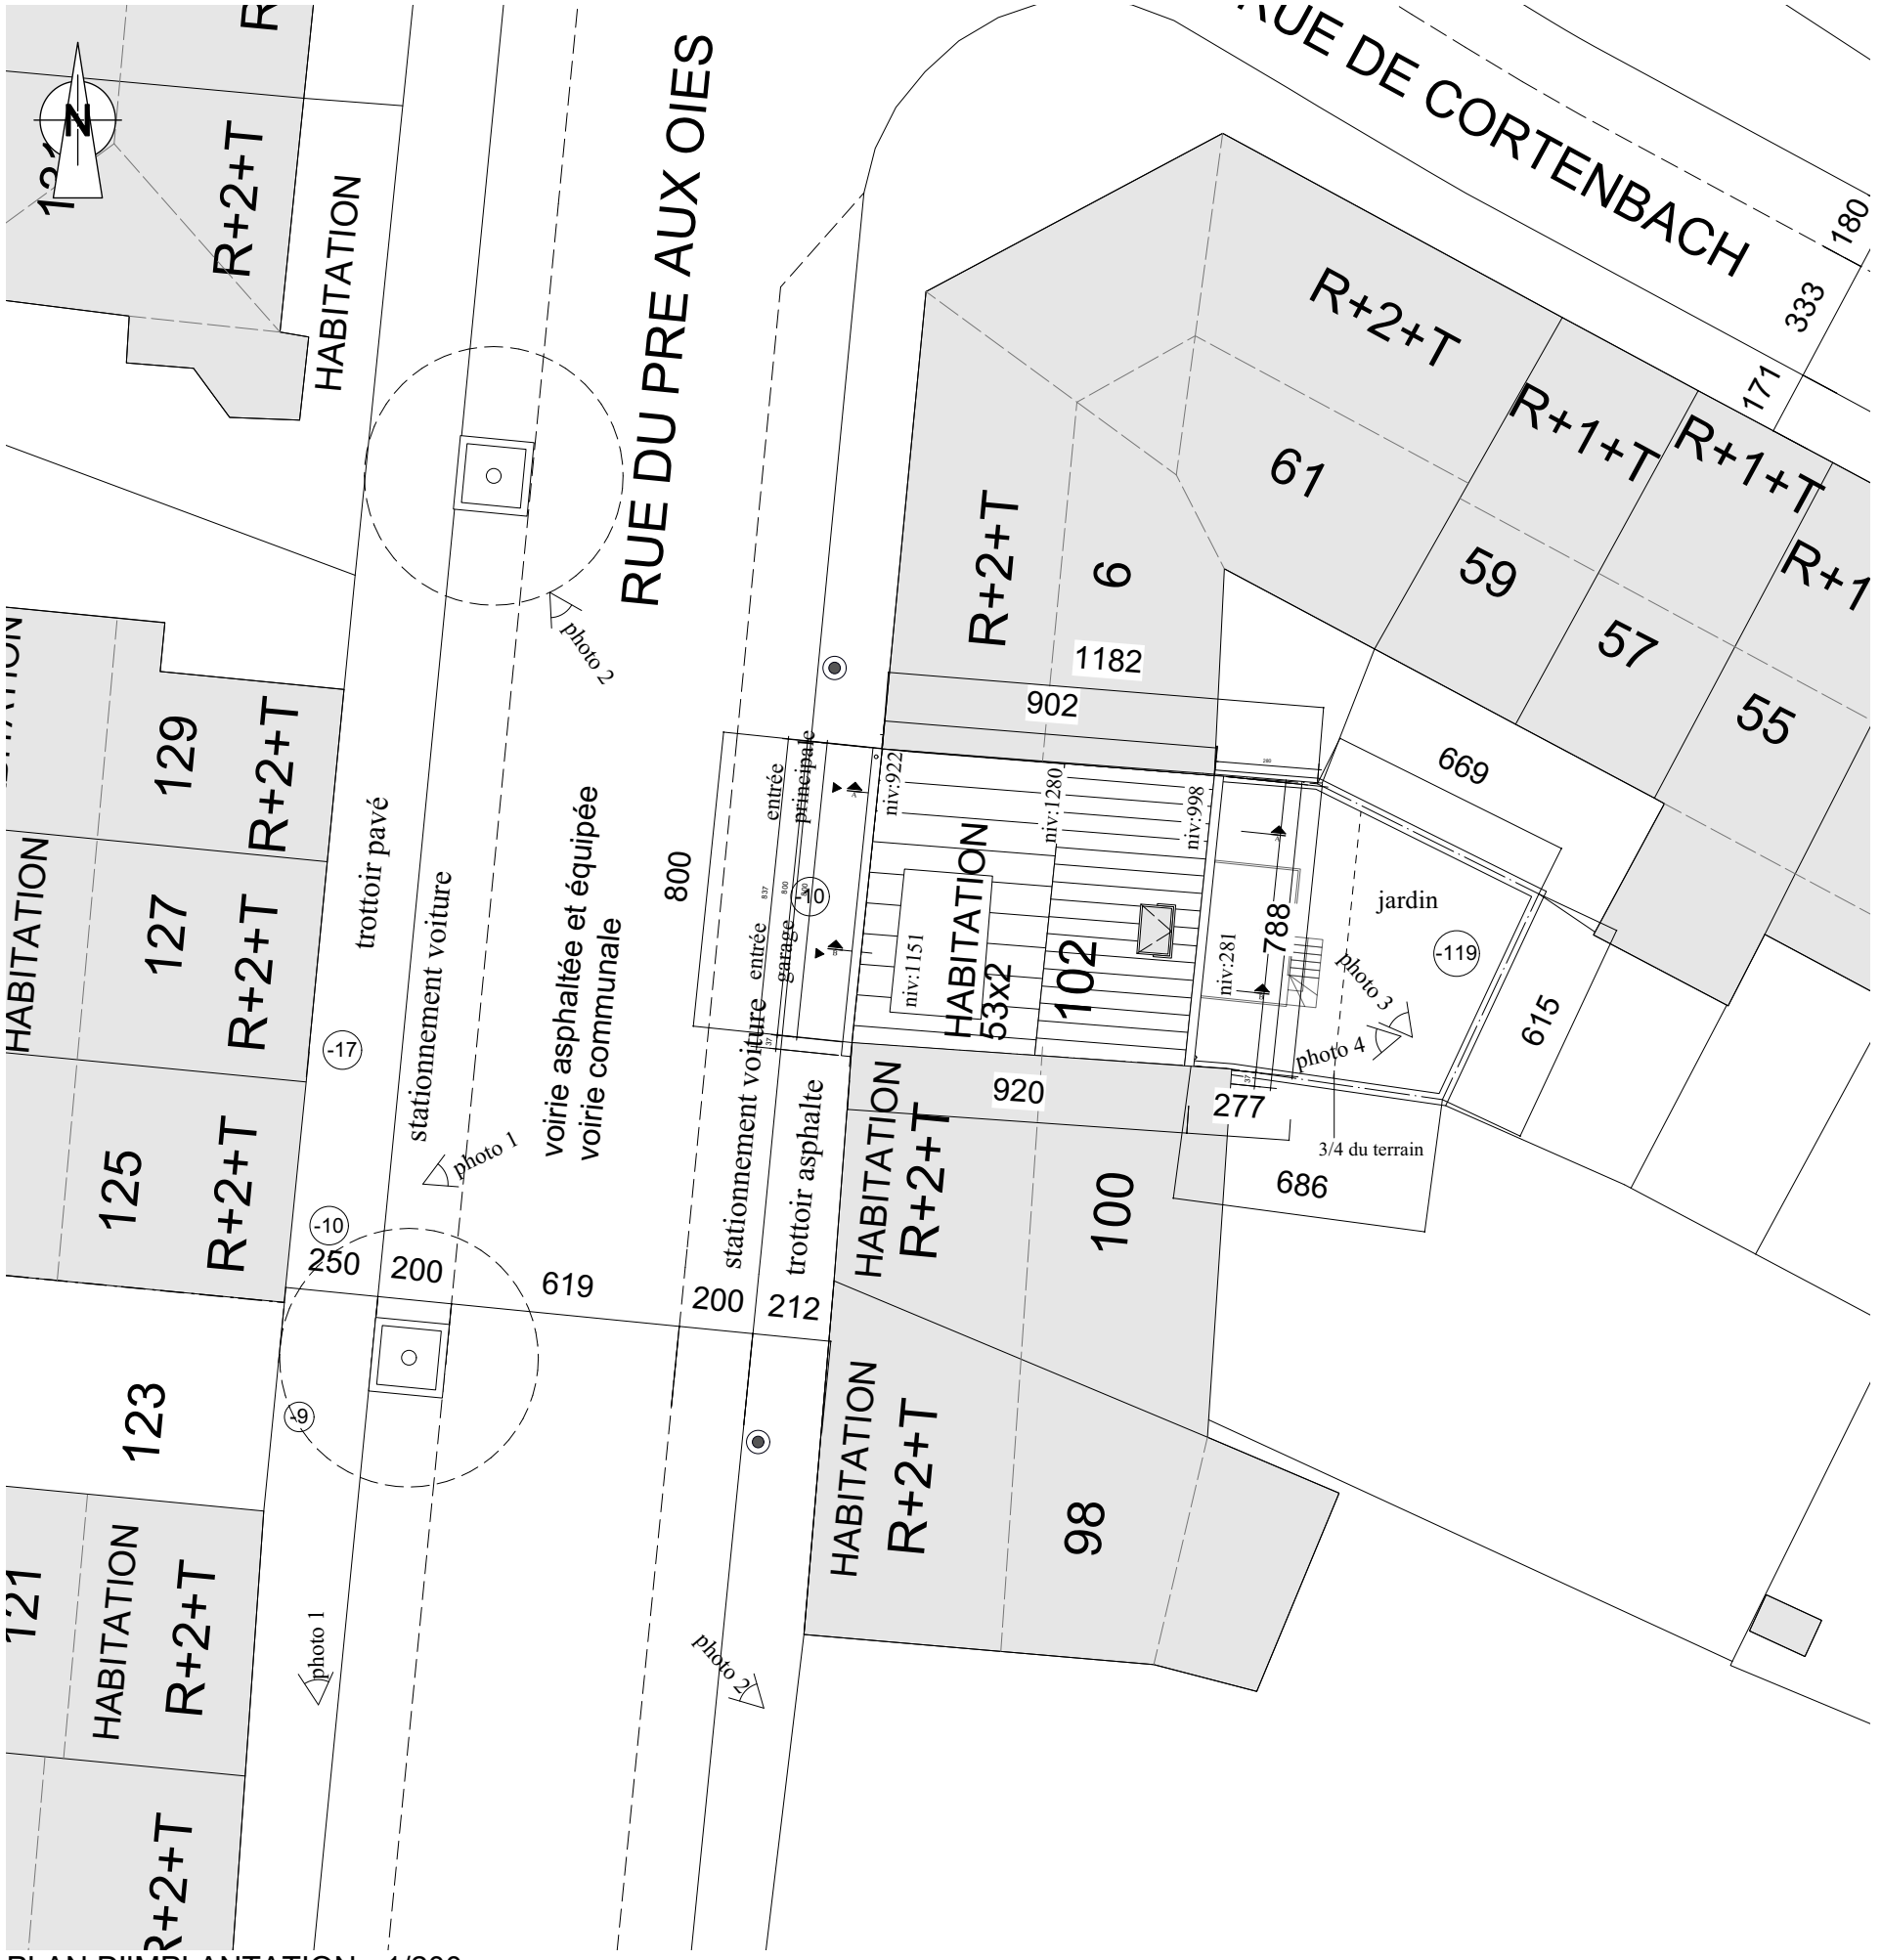 RUE DE CORTENBACH
180
333
171
N
R+2+T
HABITATION
RUE DU PRE AUX OIES
R+2+T
61
R+1+T
59
R+1+T
57
R+1
55
R+2+T
6
1182
902
photo 2
129
R+2+T
HABITATION
127
R+2+T
125
R+2+T
trottoir pavé
stationnement voiture
voirie asphaltée et équipée
voirie communale
800
entrée
principale
837
800
-10
entrée
garage
stationnement voiture
trottoir asphalte
niv:922
niv:1280
niv:998
niv:1151
niv:281
HABITATION
53x2
102
280
788
669
jardin
-119
615
photo 3
photo 4
3/4 du terrain
920
277
686
-17
photo 1
-10
250
200
619
200
212
HABITATION
R+2+T
100
HABITATION
R+2+T
98
123
-9
121
HABITATION
R+2+T
photo 1
photo 2
R+2+T